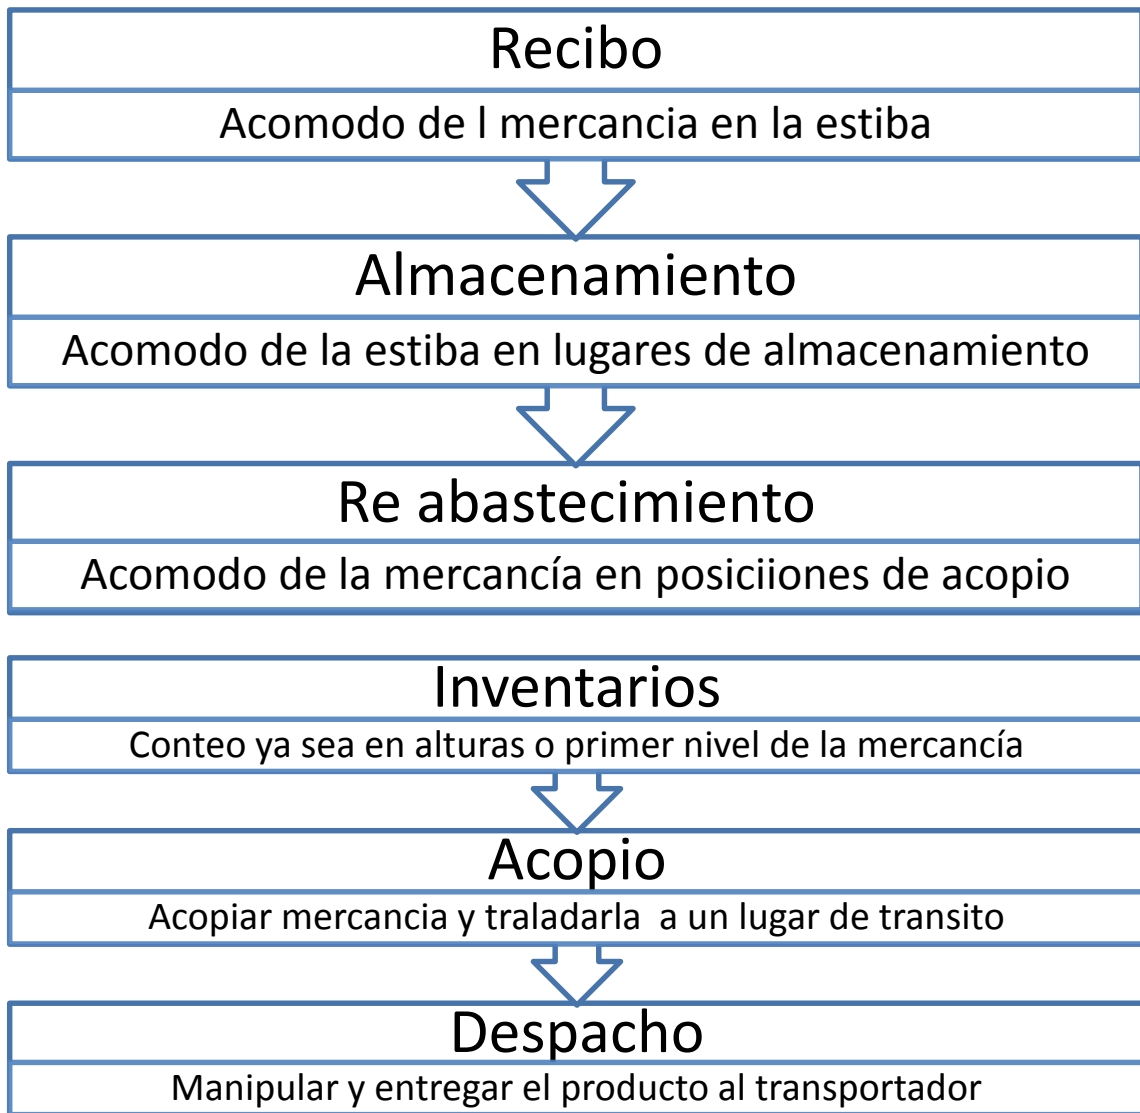 Recibo
Acomodo de l mercancia en la estiba
Almacenamiento
Acomodo de la estiba en lugares de almacenamiento
Re abastecimiento
Acomodo de la mercancía en posiciiones de acopio
Inventarios
Conteo ya sea en alturas o primer nivel de la mercancía
Acopio
Acopiar mercancia y traladarla a un lugar de transito
Despacho
Manipular y entregar el producto al transportador